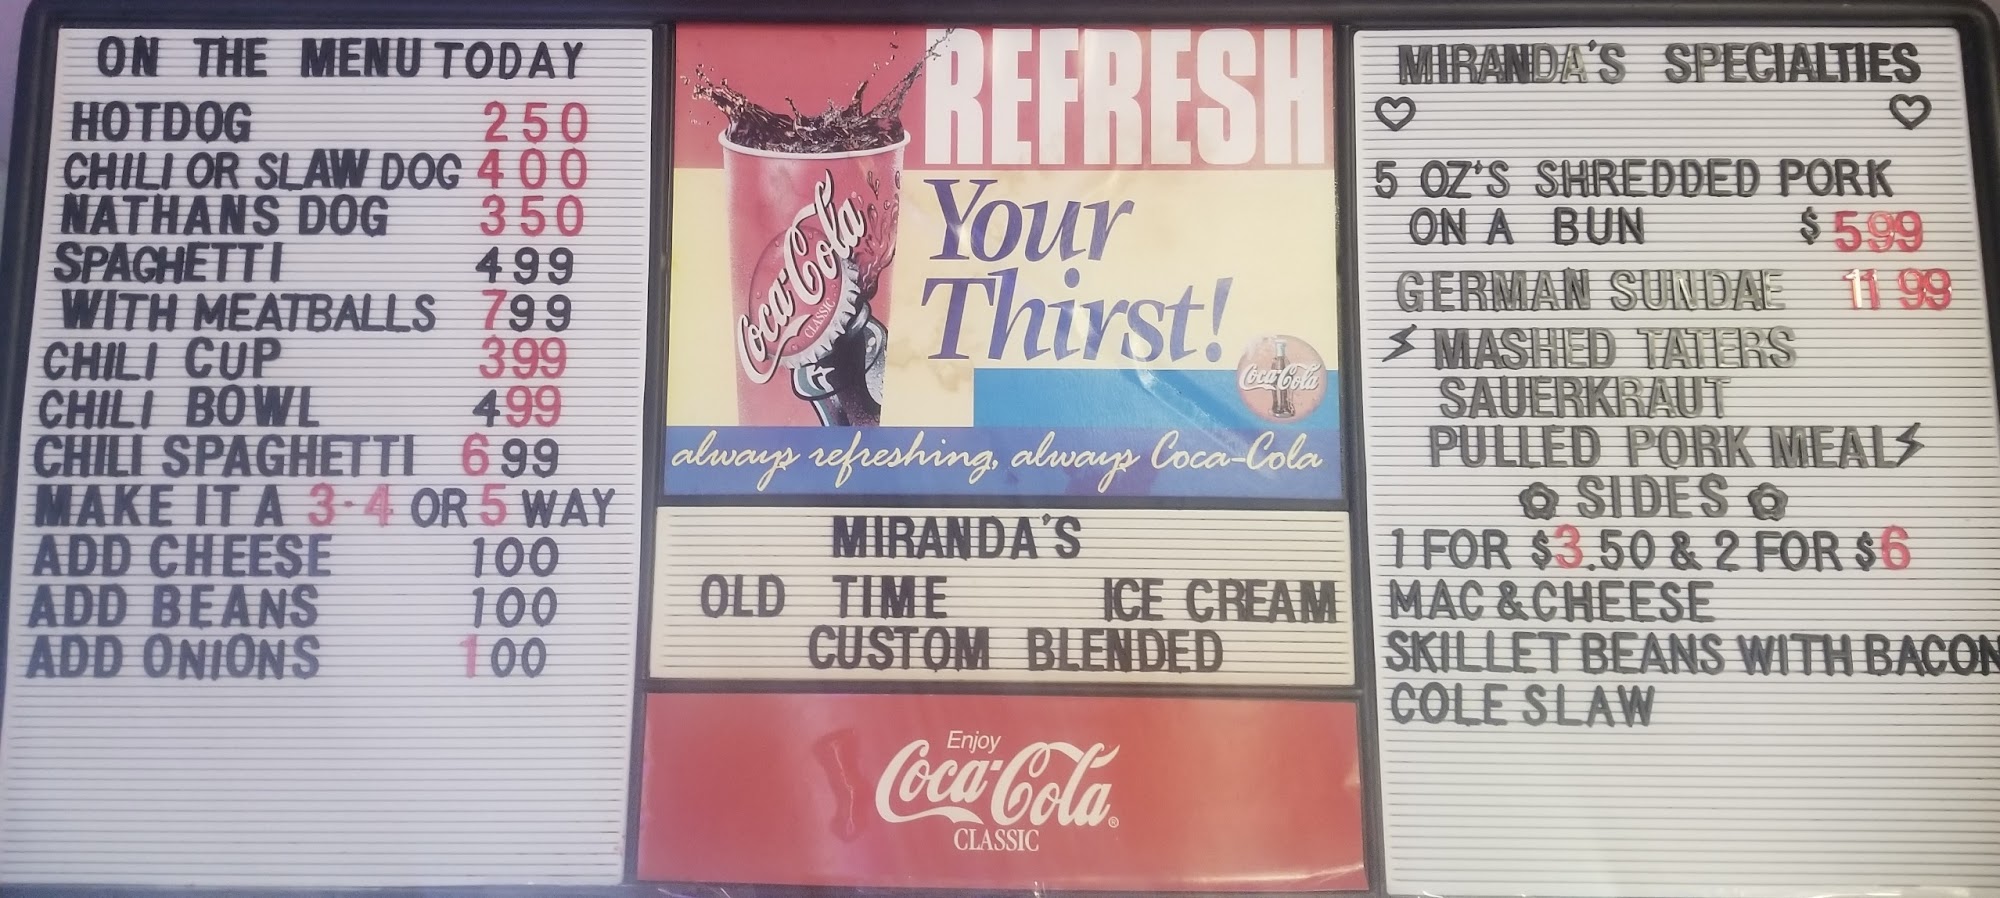 ON THE MENU TODAY
HOTDOG 250
CHILI OR SLAW DOG 400
NATHANS DOG 350
SPAGHETTI 499
WITH MEATBALLS 799
CHILI CUP 399
CHILI BOWL 499
CHILI SPAGHETTI 699
MAKE IT A 3-4 OR 5 WAY
ADD CHEESE 100
ADD BEANS 100
ADD ONIONS 100
REFRESH
Your
Thirst!
Coca-Cola
CLASSIC
Coca-Cola
always refreshing, always Coca-Cola
MIRANDA'S
OLD TIME ICE CREAM
CUSTOM BLENDED
Enjoy
Coca-Cola®
CLASSIC
MIRANDA'S SPECIALTIES
5 OZ'S SHREDDED PORK
ON A BUN $ 599
GERMAN SUNDAE 11 99
MASHED TATERS
SAUERKRAUT
PULLED PORK MEAL
SIDES
1 FOR $3.50 & 2 FOR $6
MAC & CHEESE
SKILLET BEANS WITH BACON
COLE SLAW